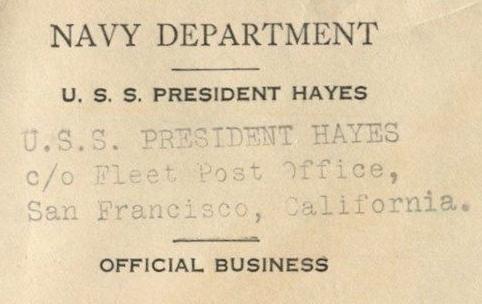 NAVY DEPARTMENT
U. S. S. PRESIDENT HAYES
U.S.S. PRESIDENT HAYES
c/o Fleet Post Office,
San Francisco, California.
OFFICIAL BUSINESS